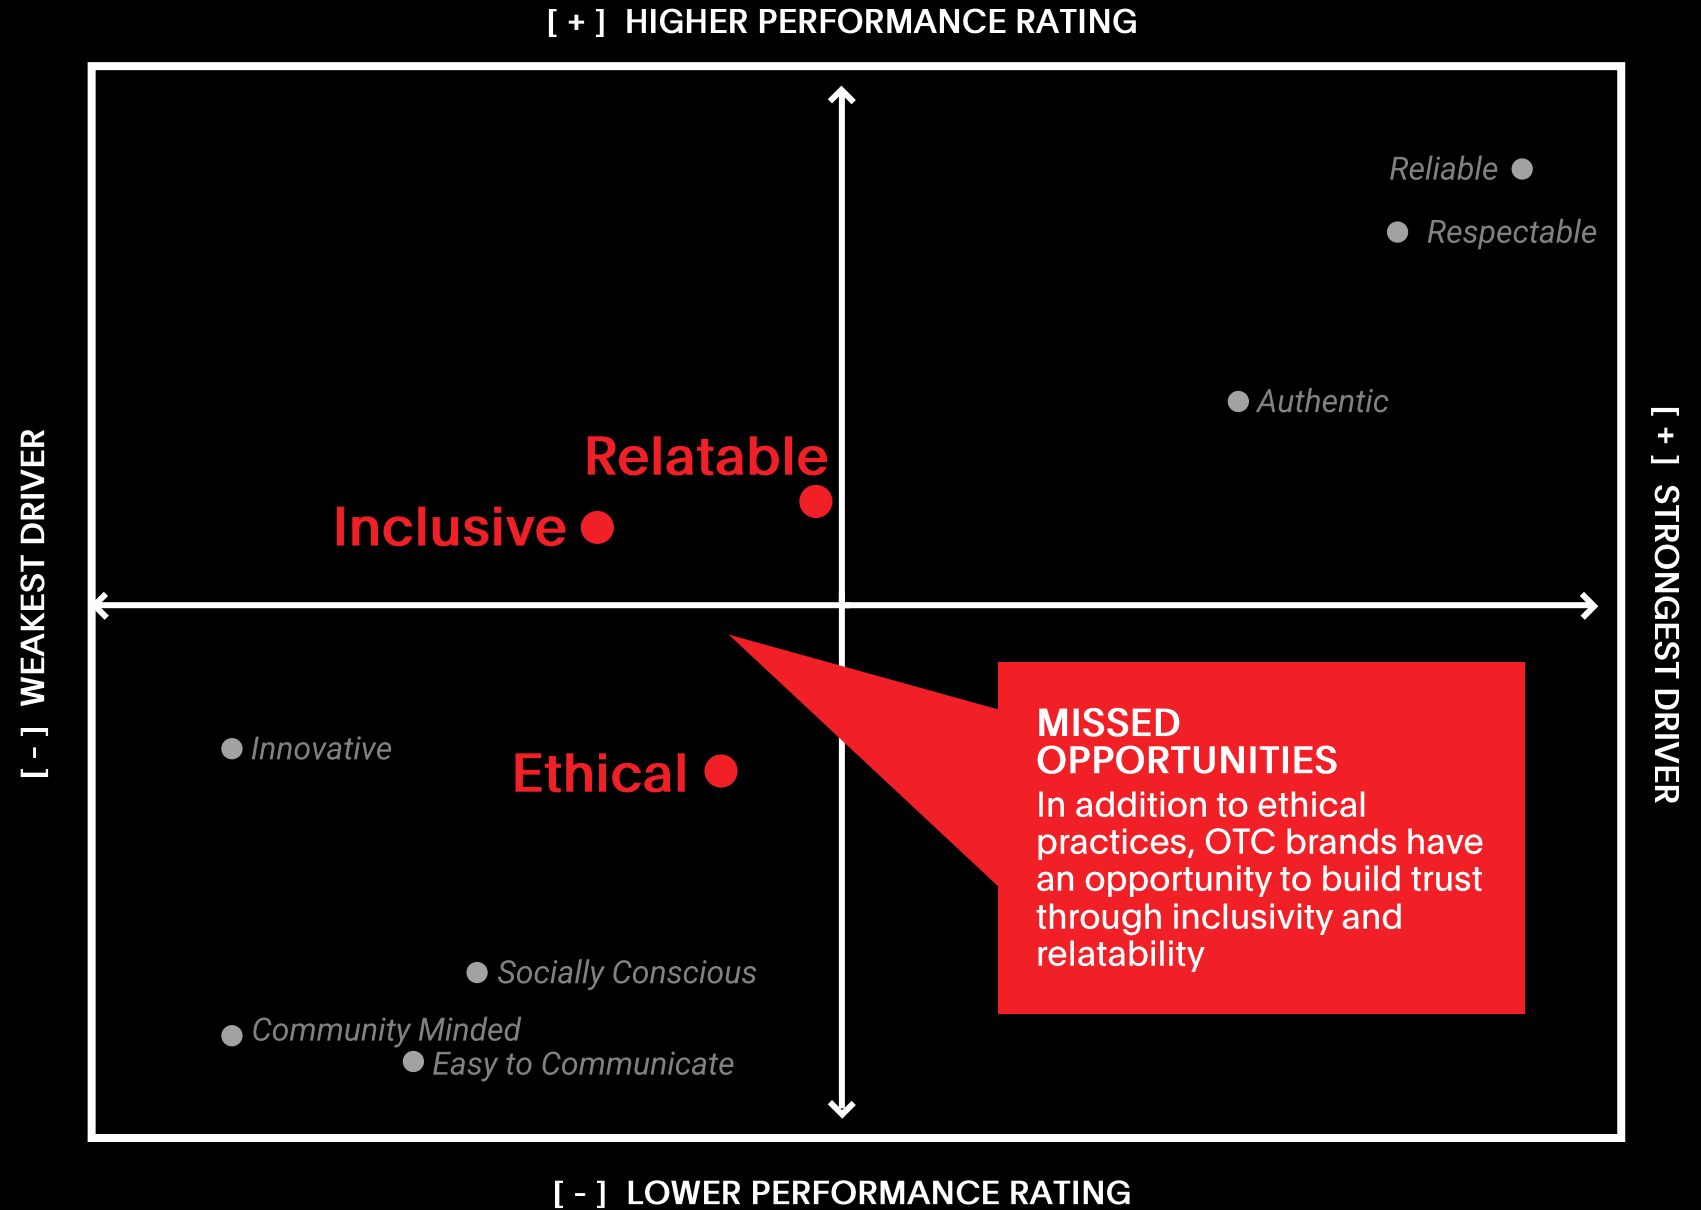 [ + ] HIGHER PERFORMANCE RATING
Reliable
Respectable
Authentic
Relatable
Inclusive
[ - ] WEAKEST DRIVER
[ + ] STRONGEST DRIVER
Innovative
Ethical
MISSED
OPPORTUNITIES
In addition to ethical
practices, OTC brands have
an opportunity to build trust
through inclusivity and
relatability
Socially Conscious
Community Minded
Easy to Communicate
[ - ] LOWER PERFORMANCE RATING